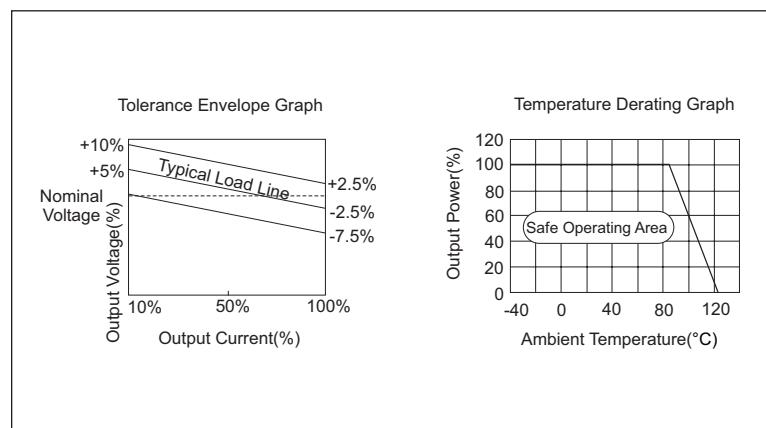 Tolerance Envelope Graph
+10%
+5%
Nominal
Voltage
Typical Load Line
+2.5%
-2.5%
-7.5%
Output Voltage(%)
10%
50%
100%
Output Current(%)
Temperature Derating Graph
120
100
80
60
40
20
0
Output Power(%)
Safe Operating Area
-40
0
40
80
120
Ambient Temperature(°C)